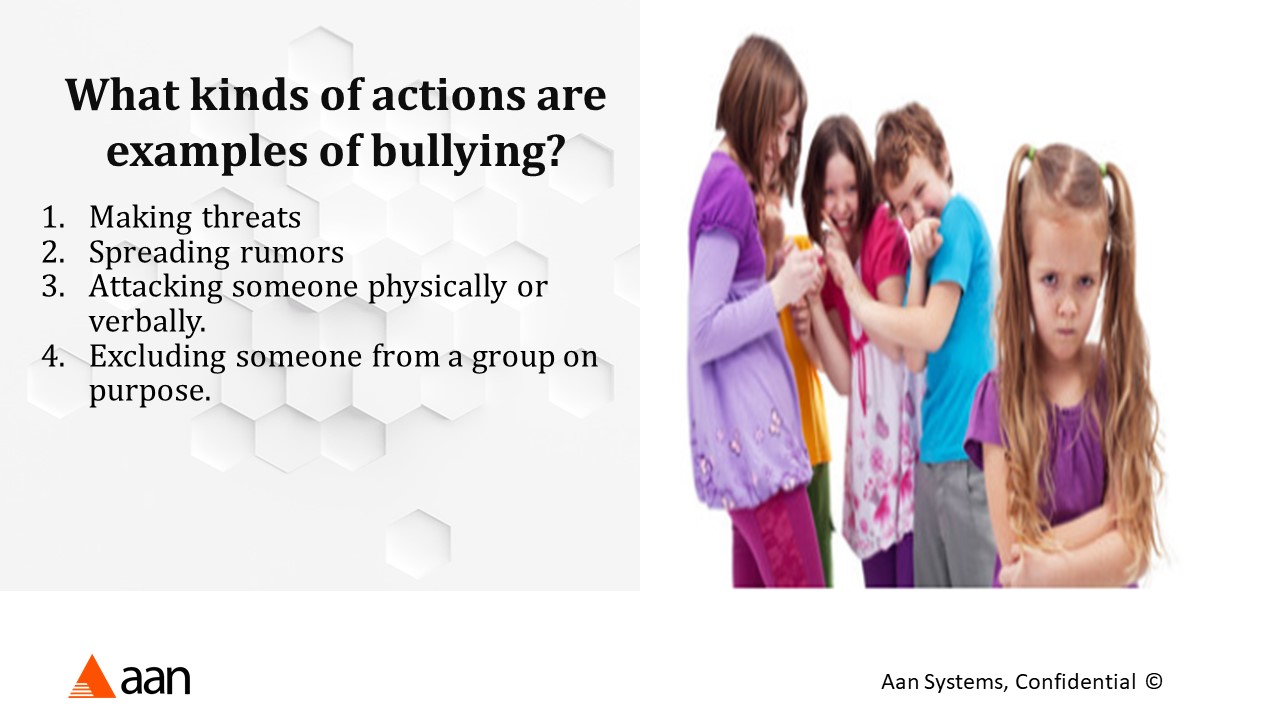 What kinds of actions are
examples of bullying?
1. Making threats
2. Spreading rumors
3. Attacking someone physically or
verbally.
4. Excluding someone from a group on
purpose.
aan
Aan Systems, Confidential ©